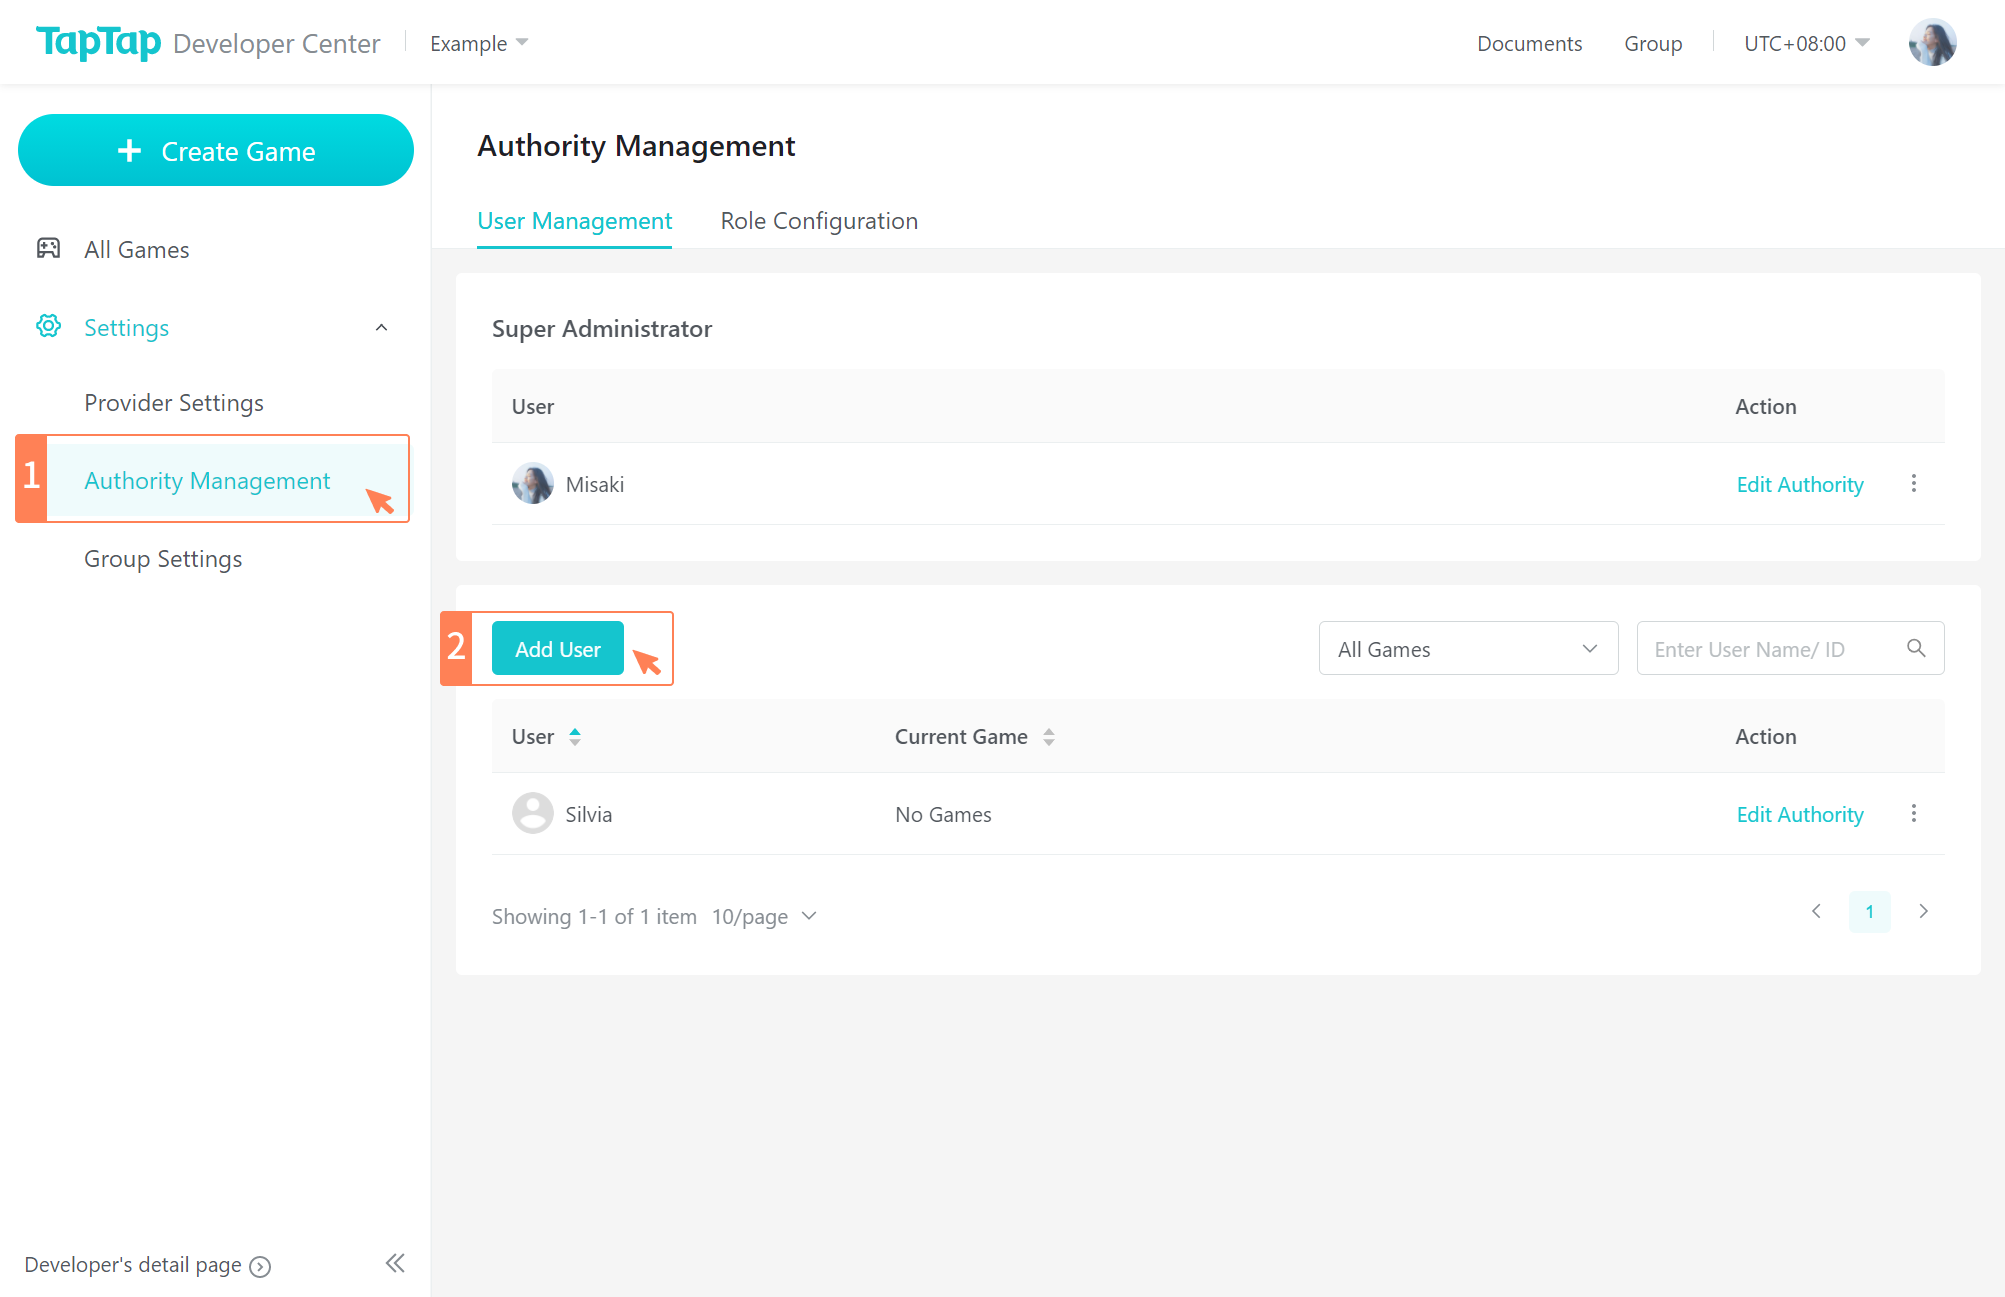 TapTap Developer Center Example Documents Group UTC+08:00
Create Game
All Games
Settings
Provider Settings
1 Authority Management
Group Settings
Developer's detail page
Authority Management
User Management Role Configuration
Super Administrator
User Action
Misaki Edit Authority
2 Add User All Games Enter User Name/ ID
User Current Game Action
Silvia No Games Edit Authority
Showing 1-1 of 1 item 10/page 1